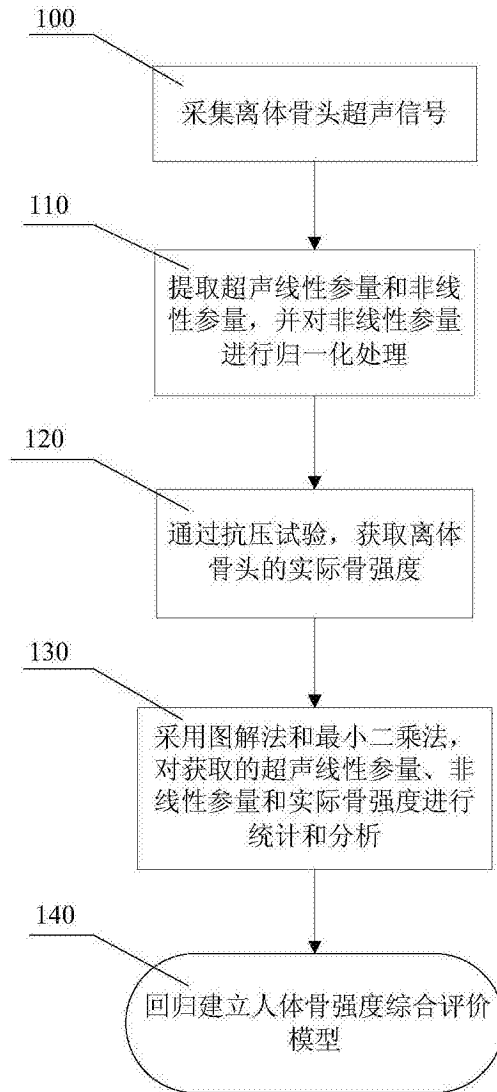 100
采集离体骨头超声信号
110
提取超声线性参量和非线
性参量，并对非线性参量
进行归一化处理
120
通过抗压试验，获取离体
骨头的实际骨强度
130
采用图解法和最小二乘法，
对获取的超声线性参量、非
线性参量和实际骨强度进行
统计和分析
140
回归建立人体骨强度综合评价
模型